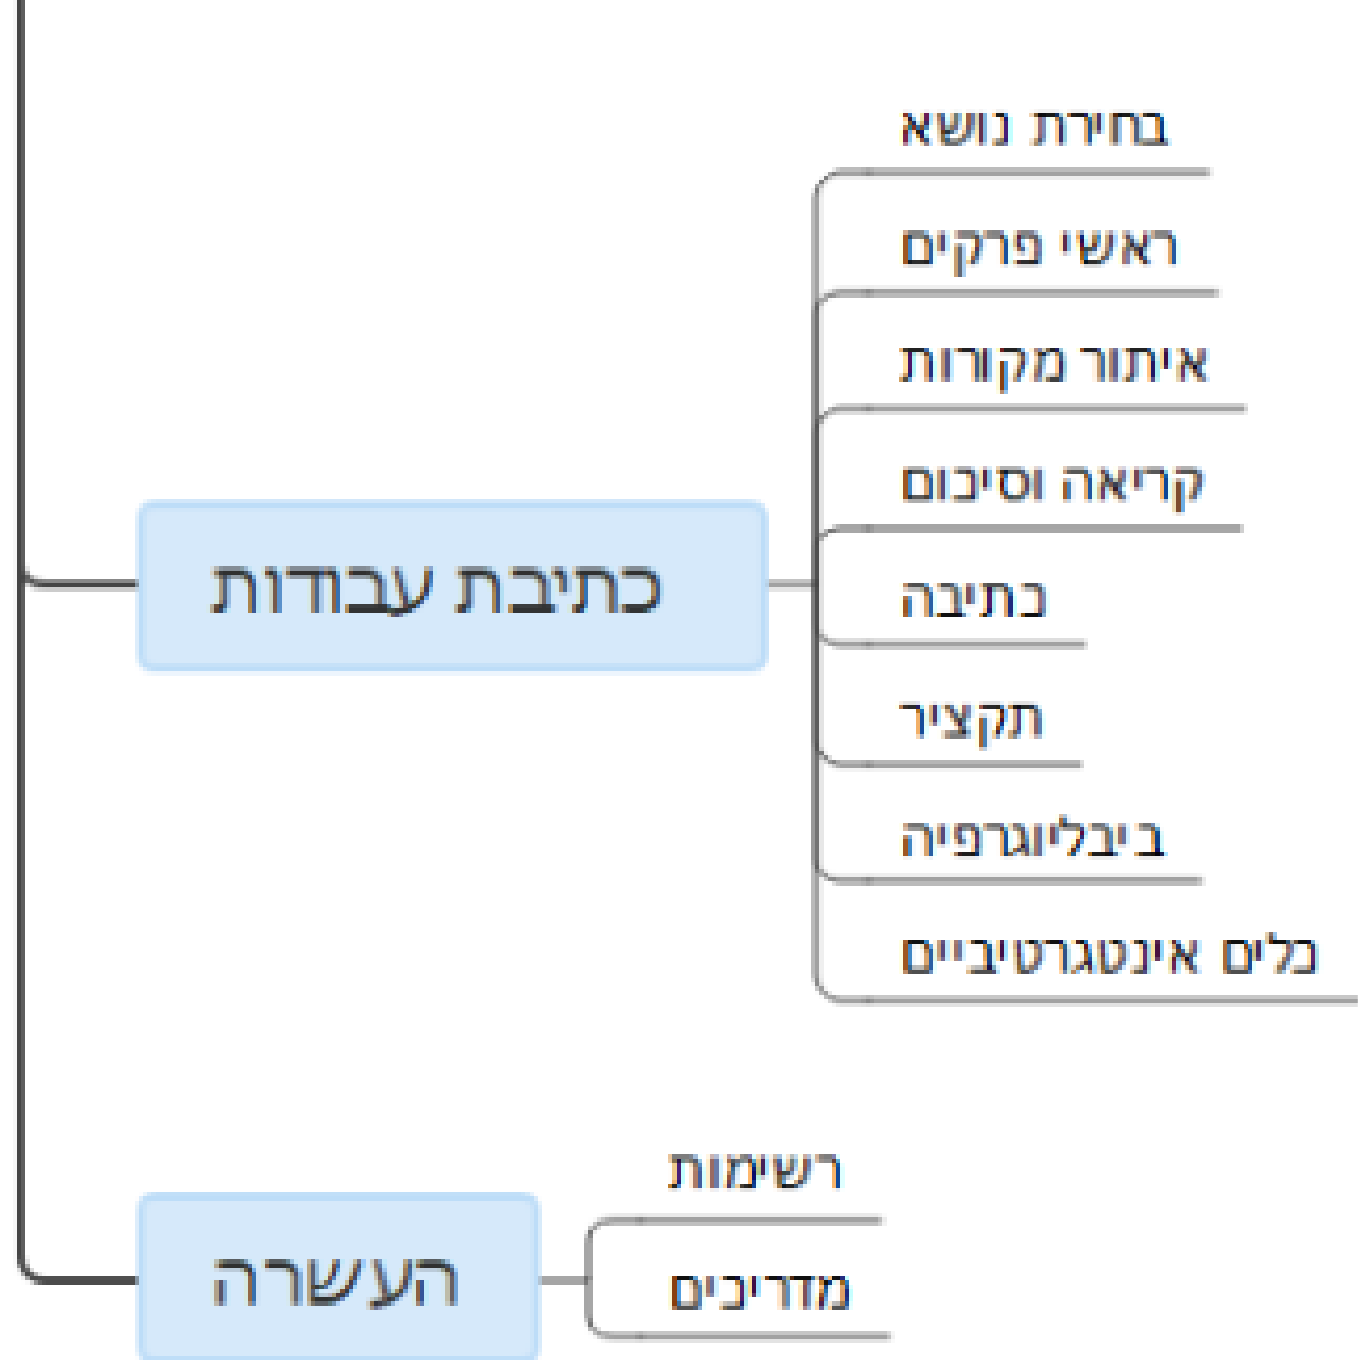 כתיבת עבודות
בחירת נושא
ראשי פרקים
איתור מקורות
קריאה וסיכום
כתיבה
תקציר
ביבליוגרפיה
כלים אינטגרטיביים
העשרה
רשימות
מדריכים